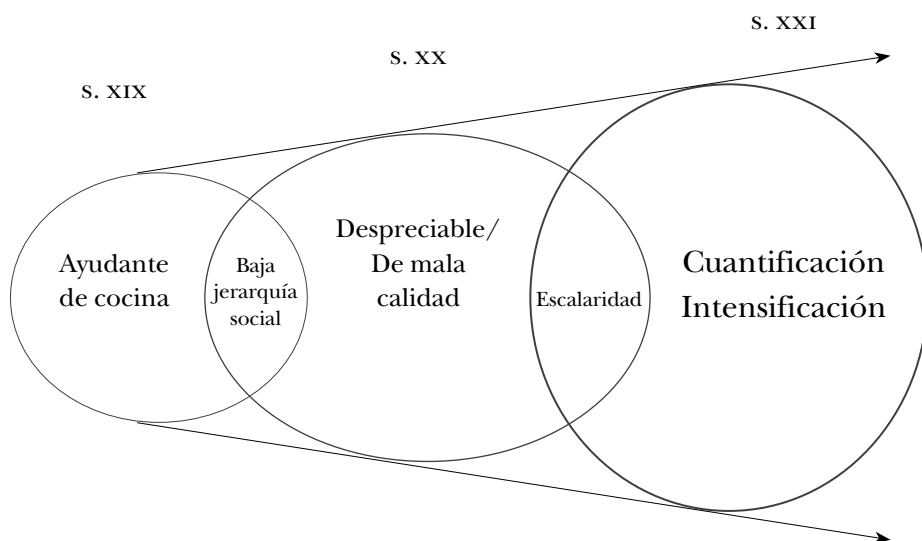 S. XXI
S. XX
S. XIX
Ayudante
de cocina
Baja
jerarquía
social
Despreciable/
De mala
calidad
Escalaridad
Cuantificación
Intensificación